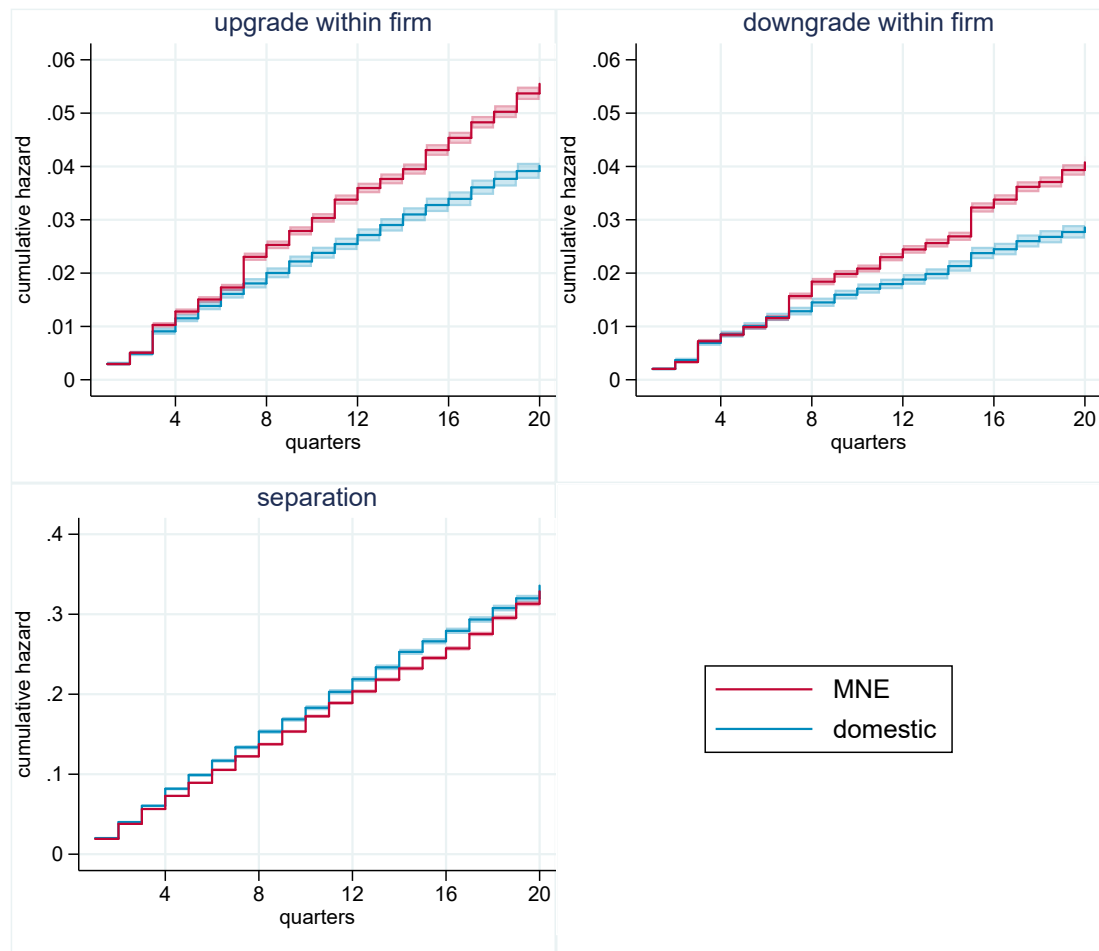 upgrade within firm
cumulative hazard
.06
.05
.04
.03
.02
.01
0
4 8 12 16 20
quarters
downgrade within firm
cumulative hazard
.06
.05
.04
.03
.02
.01
0
4 8 12 16 20
quarters
separation
cumulative hazard
.4
.3
.2
.1
0
4 8 12 16 20
quarters
MNE
domestic